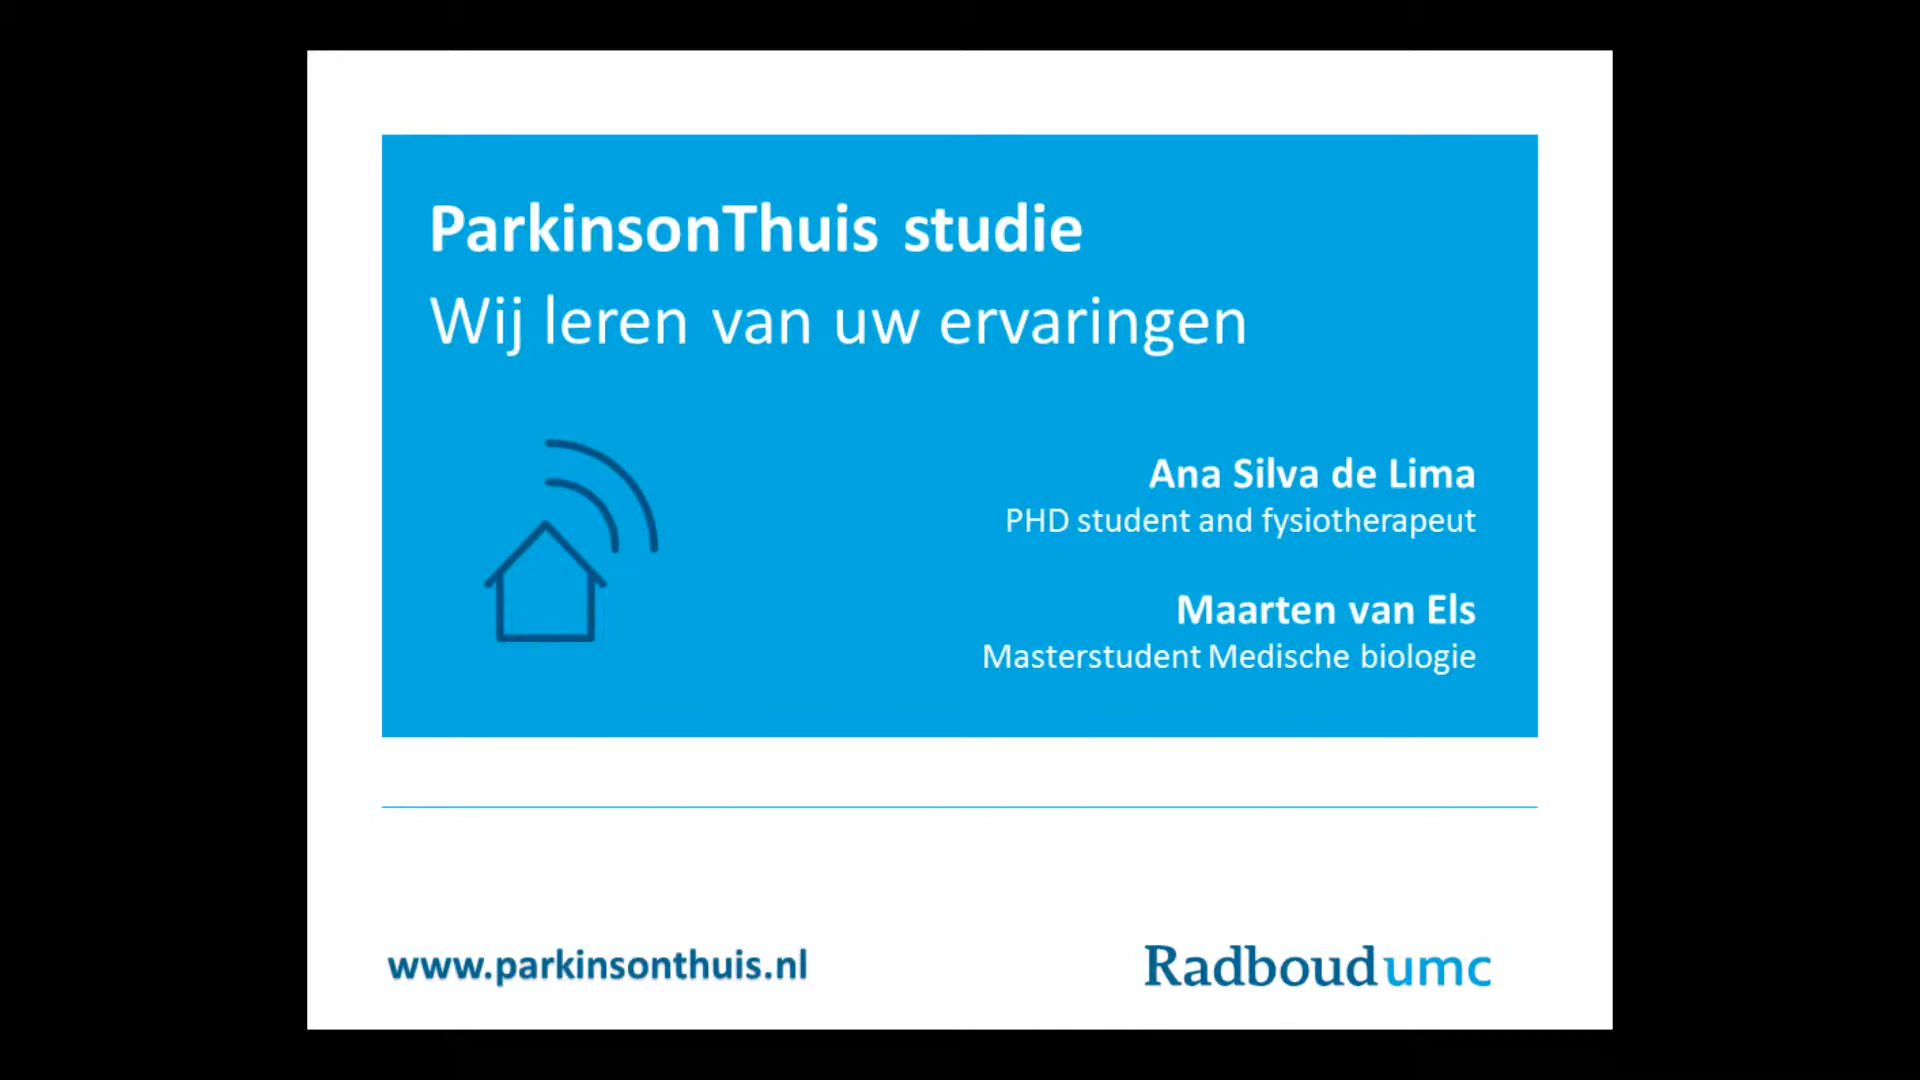 ParkinsonThuis studie
Wij leren van uw ervaringen
Ana Silva de Lima
PHD student and fysiotherapeut
Maarten van Els
Masterstudent Medische biologie
www.parkinsonthuis.nl
Radboudumc